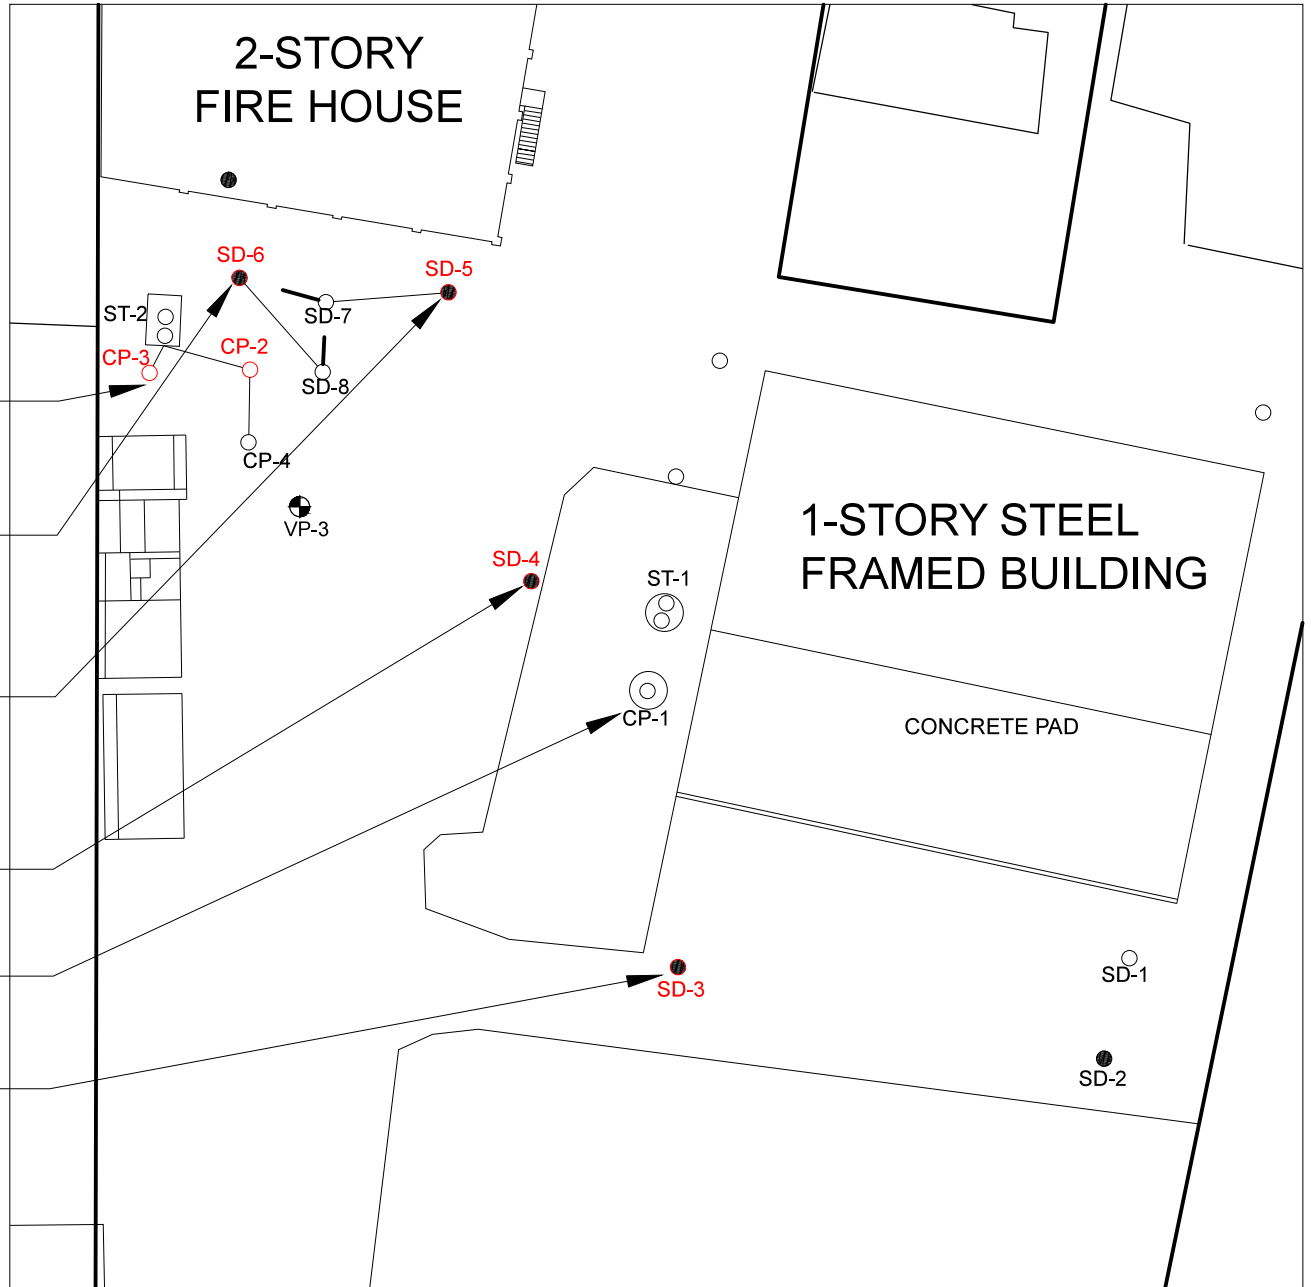 2-STORY
FIRE HOUSE
SD-6
SD-5
ST-2
SD-7
CP-3
CP-2
SD-8
CP-4
VP-3
1-STORY STEEL
FRAMED BUILDING
SD-4
ST-1
CP-1
CONCRETE PAD
SD-1
SD-3
SD-2